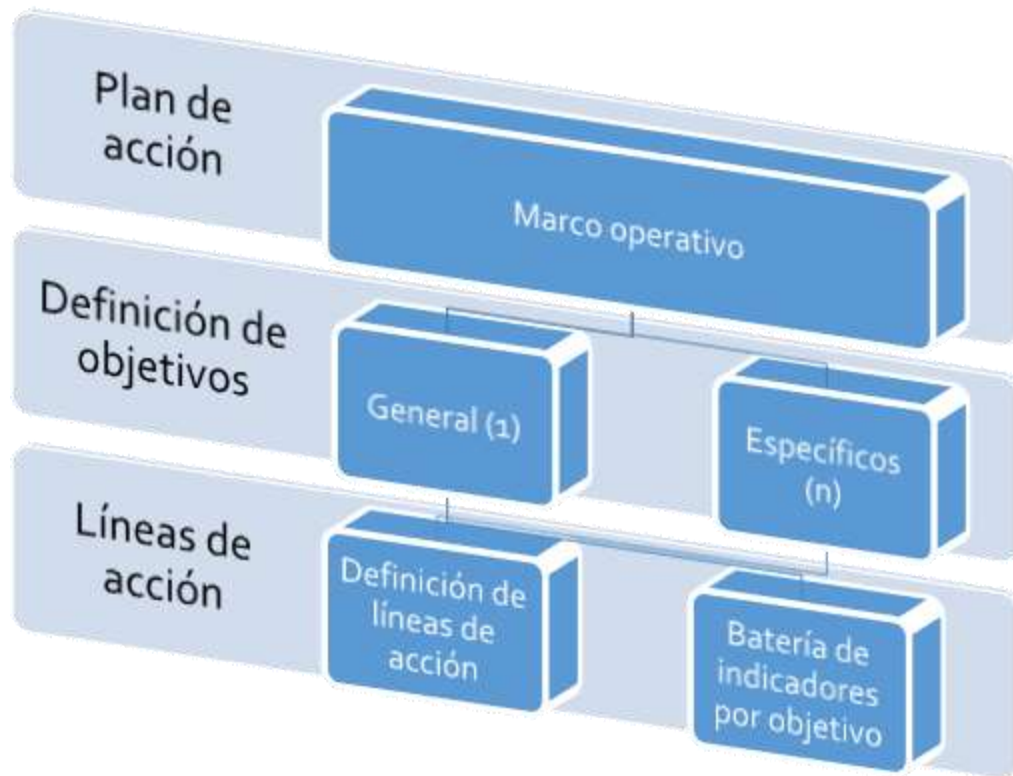 Plan de
acción
Marco operativo
Definición de
objetivos
General (1)
Específicos
(n)
Líneas de
acción
Definición de
líneas de
acción
Batería de
indicadores
por objetivo